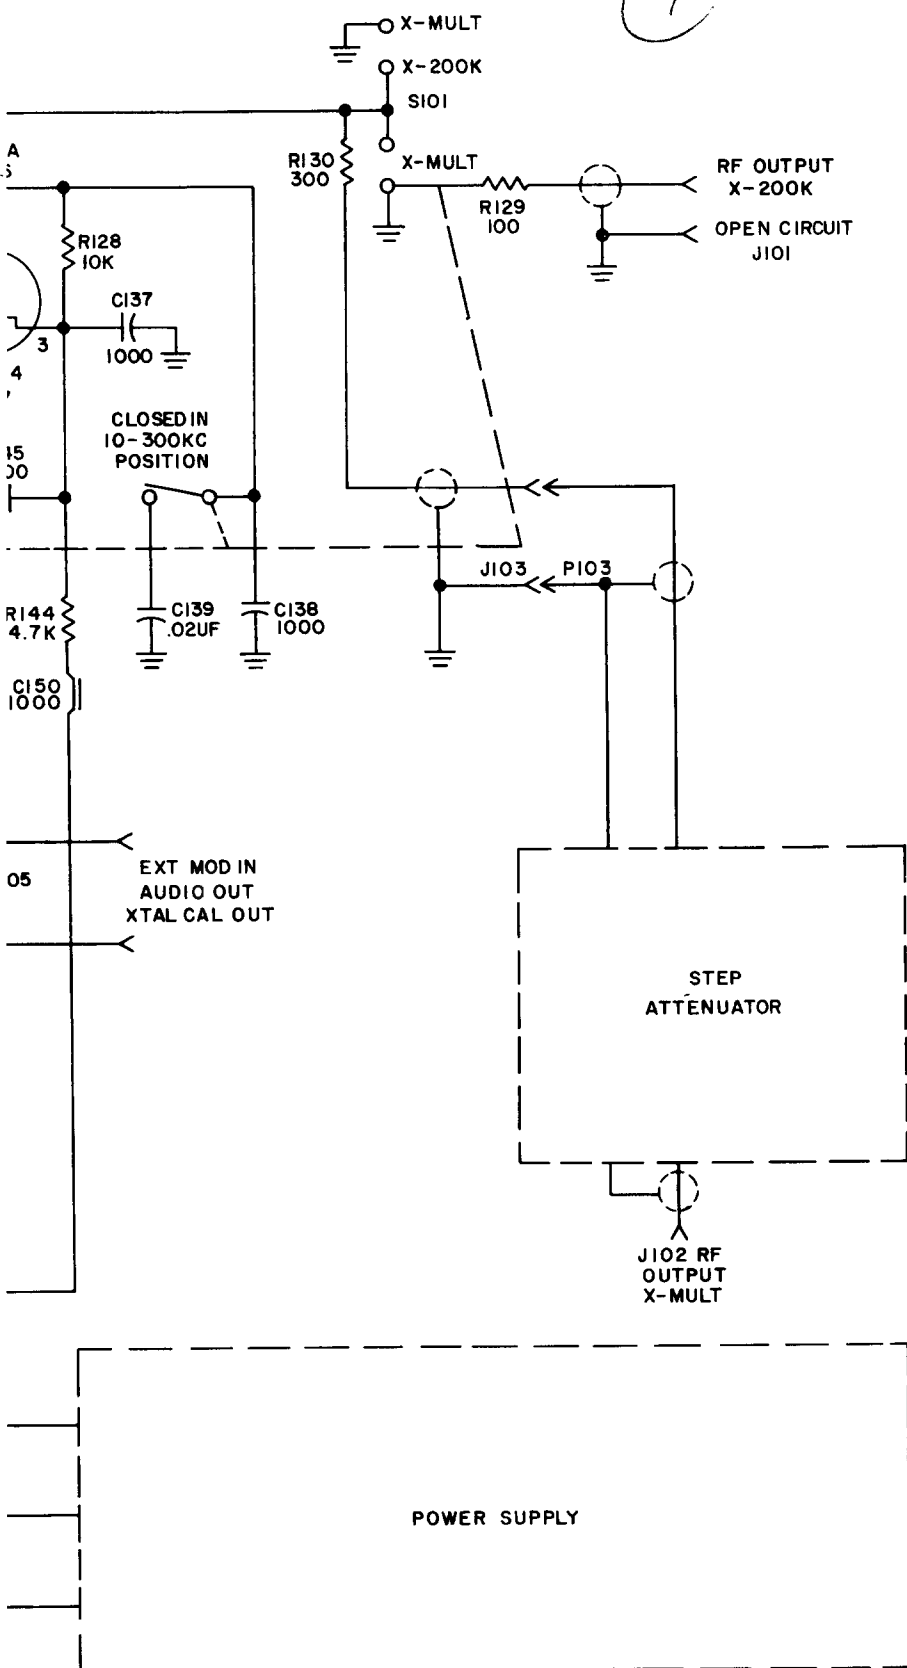 X-MULT
X-200K
S101
R130
300
X-MULT
R129
100
RF OUTPUT
X-200K
OPEN CIRCUIT
J101
A
R128
10K
C137
1000
3
4
CLOSED IN
10-300KC
POSITION
45
00
J103
P103
R144
4.7K
C139
.02UF
C138
1000
C150
1000
05
EXT MOD IN
AUDIO OUT
XTAL CAL OUT
STEP
ATTENUATOR
J102 RF
OUTPUT
X-MULT
POWER SUPPLY